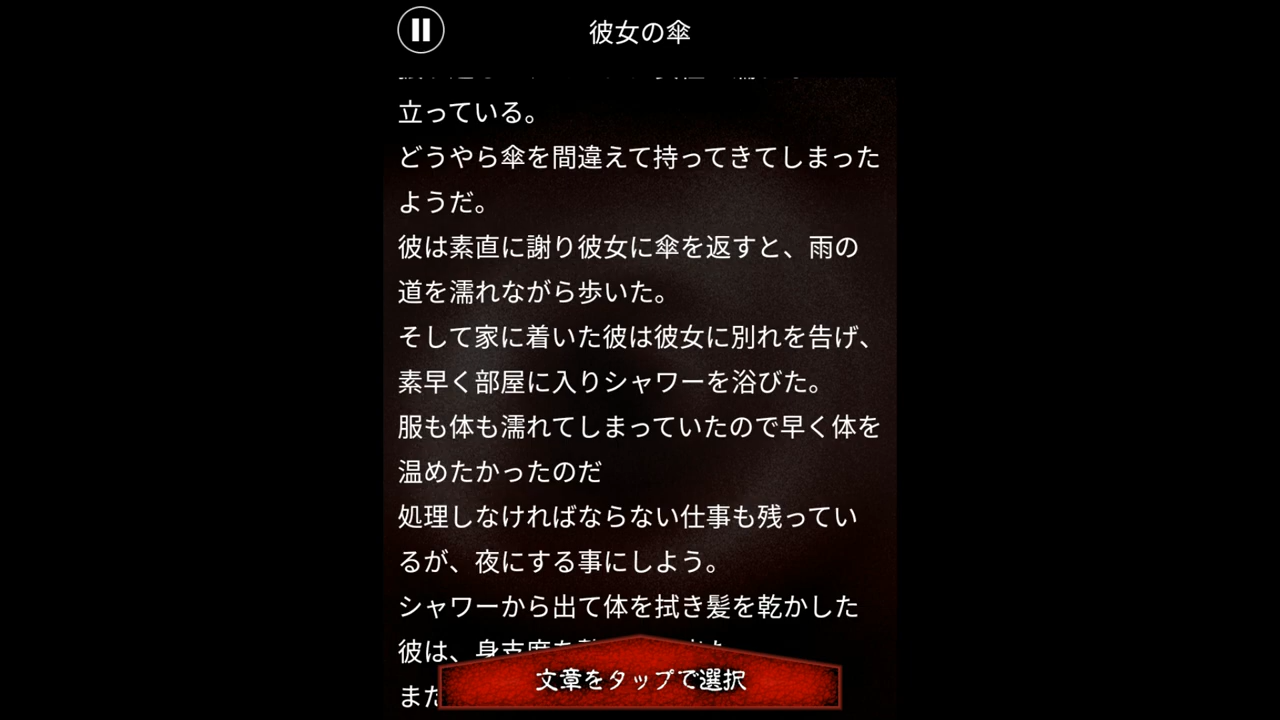 彼女の傘
立っている。
どうやら傘を間違えて持ってきてしまった
ようだ。
彼は素直に謝り彼女に傘を返すと、雨の
道を濡れながら歩いた。
そして家に着いた彼は彼女に別れを告げ、
素早く部屋に入りシャワーを浴びた。
服も体も濡れてしまっていたので早く体を
温めたかったのだ
処理しなければならない仕事も残ってい
るが、夜にする事にしよう。
シャワーから出て体を拭き髪を乾かした
彼は、身支度を
まだ
文章をタップで選択